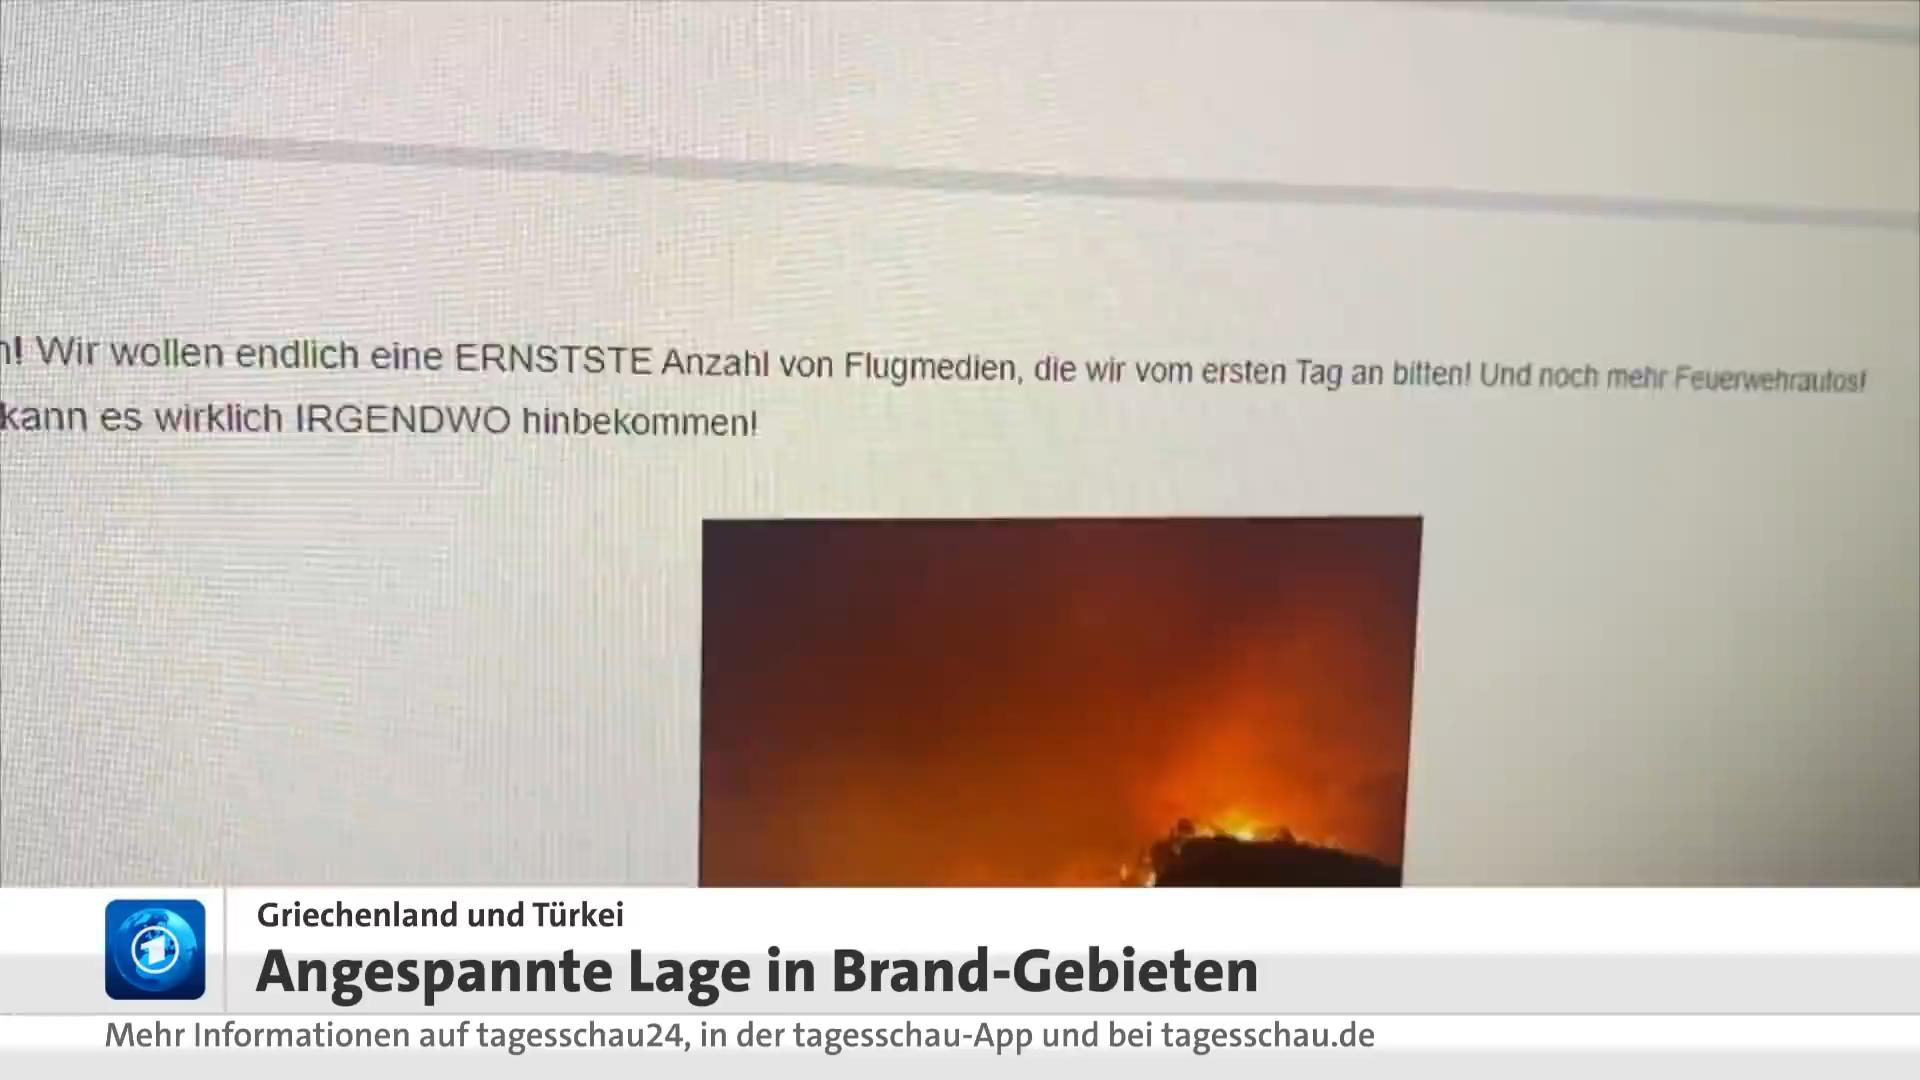 ! Wir wollen endlich eine ERNSTSTE Anzahl von Flugmedien, die wir vom ersten Tag an bitten! Und noch mehr Feuerwehrautos!
kann es wirklich IRGENDWO hinbekommen!
1
Griechenland und Türkei
Angespannte Lage in Brand-Gebieten
Mehr Informationen auf tagesschau24, in der tagesschau-App und bei tagesschau.de